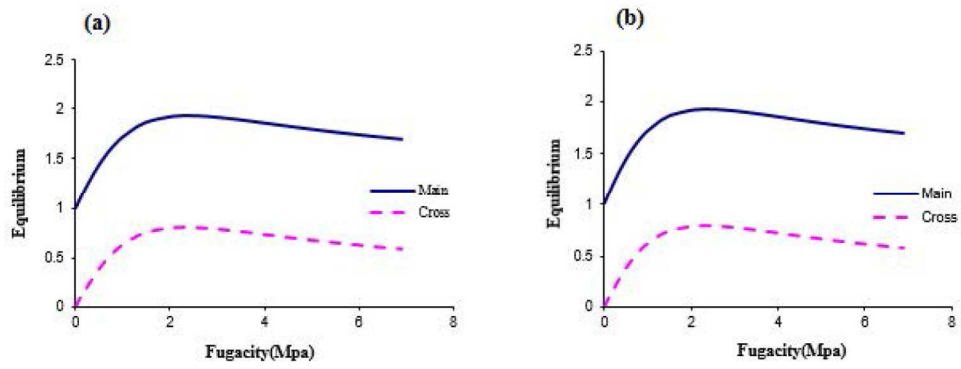 (a)
2.5
2
1.5
1
0.5
0
0 2 4 6 8
Equilibrium
Fugacity(Mpa)
Main
Cross
(b)
2.5
2
1.5
1
0.5
0
0 2 4 6 8
Equilibrium
Fugacity(Mpa)
Main
Cross